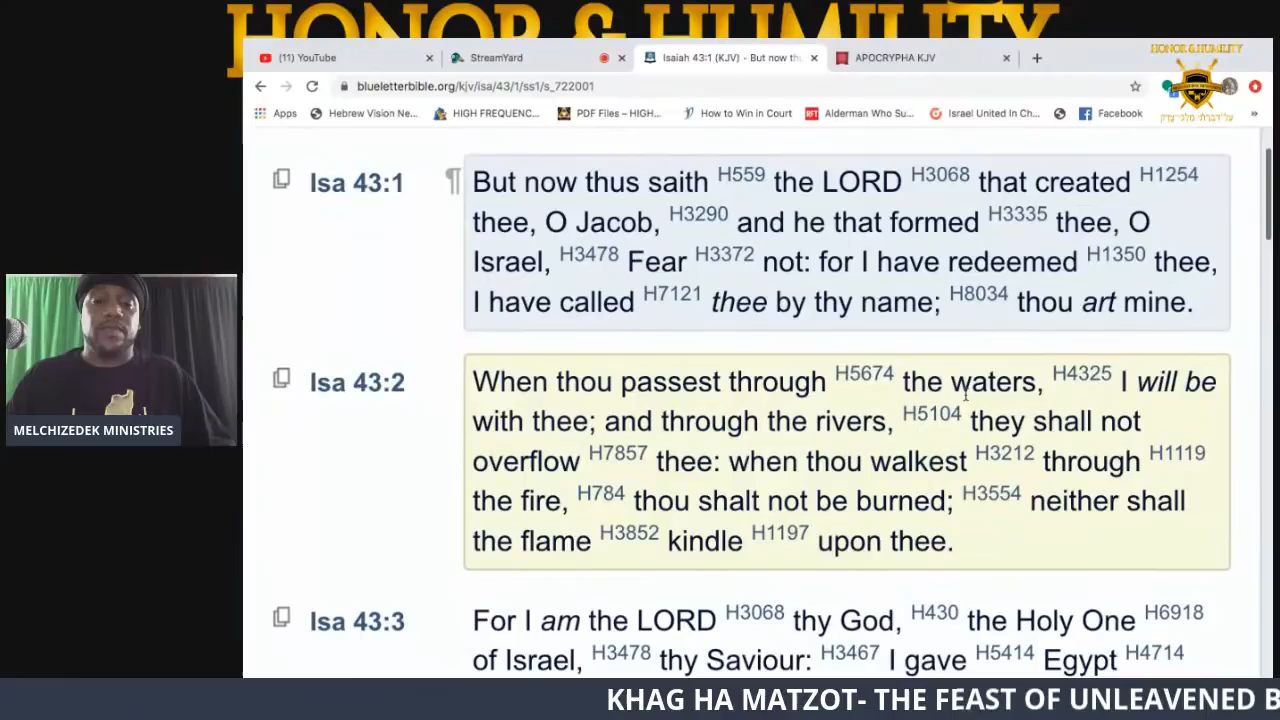 HONOR & HUMILITY
(11) YouTube
StreamYard
Isaiah 43:1 (KJV) - But now th
APOCRYPHA KJV
HONOR & HUMILITY
blueletterbible.org/kjv/isa/43/1/ss1/s_722001
Apps
Hebrew Vision Ne...
HIGH FREQUENC...
PDF Files – HIGH...
How to Win in Court
Alderman Who Su...
Israel United In Ch...
Facebook
»
על־דברתי מלכי־צדק
Isa 43:1
¶ But now thus saith H559 the LORD H3068 that created H1254
thee, O Jacob, H3290 and he that formed H3335 thee, O
Israel, H3478 Fear H3372 not: for I have redeemed H1350 thee,
I have called H7121 thee by thy name; H8034 thou art mine.
Isa 43:2
When thou passest through H5674 the waters, H4325 I will be
with thee; and through the rivers, H5104 they shall not
overflow H7857 thee: when thou walkest H3212 through H1119
the fire, H784 thou shalt not be burned; H3554 neither shall
the flame H3852 kindle H1197 upon thee.
Isa 43:3
For I am the LORD H3068 thy God, H430 the Holy One H6918
of Israel, H3478 thy Saviour: H3467 I gave H5414 Egypt H4714
MELCHIZEDEK MINISTRIES
KHAG HA MATZOT- THE FEAST OF UNLEAVENED B